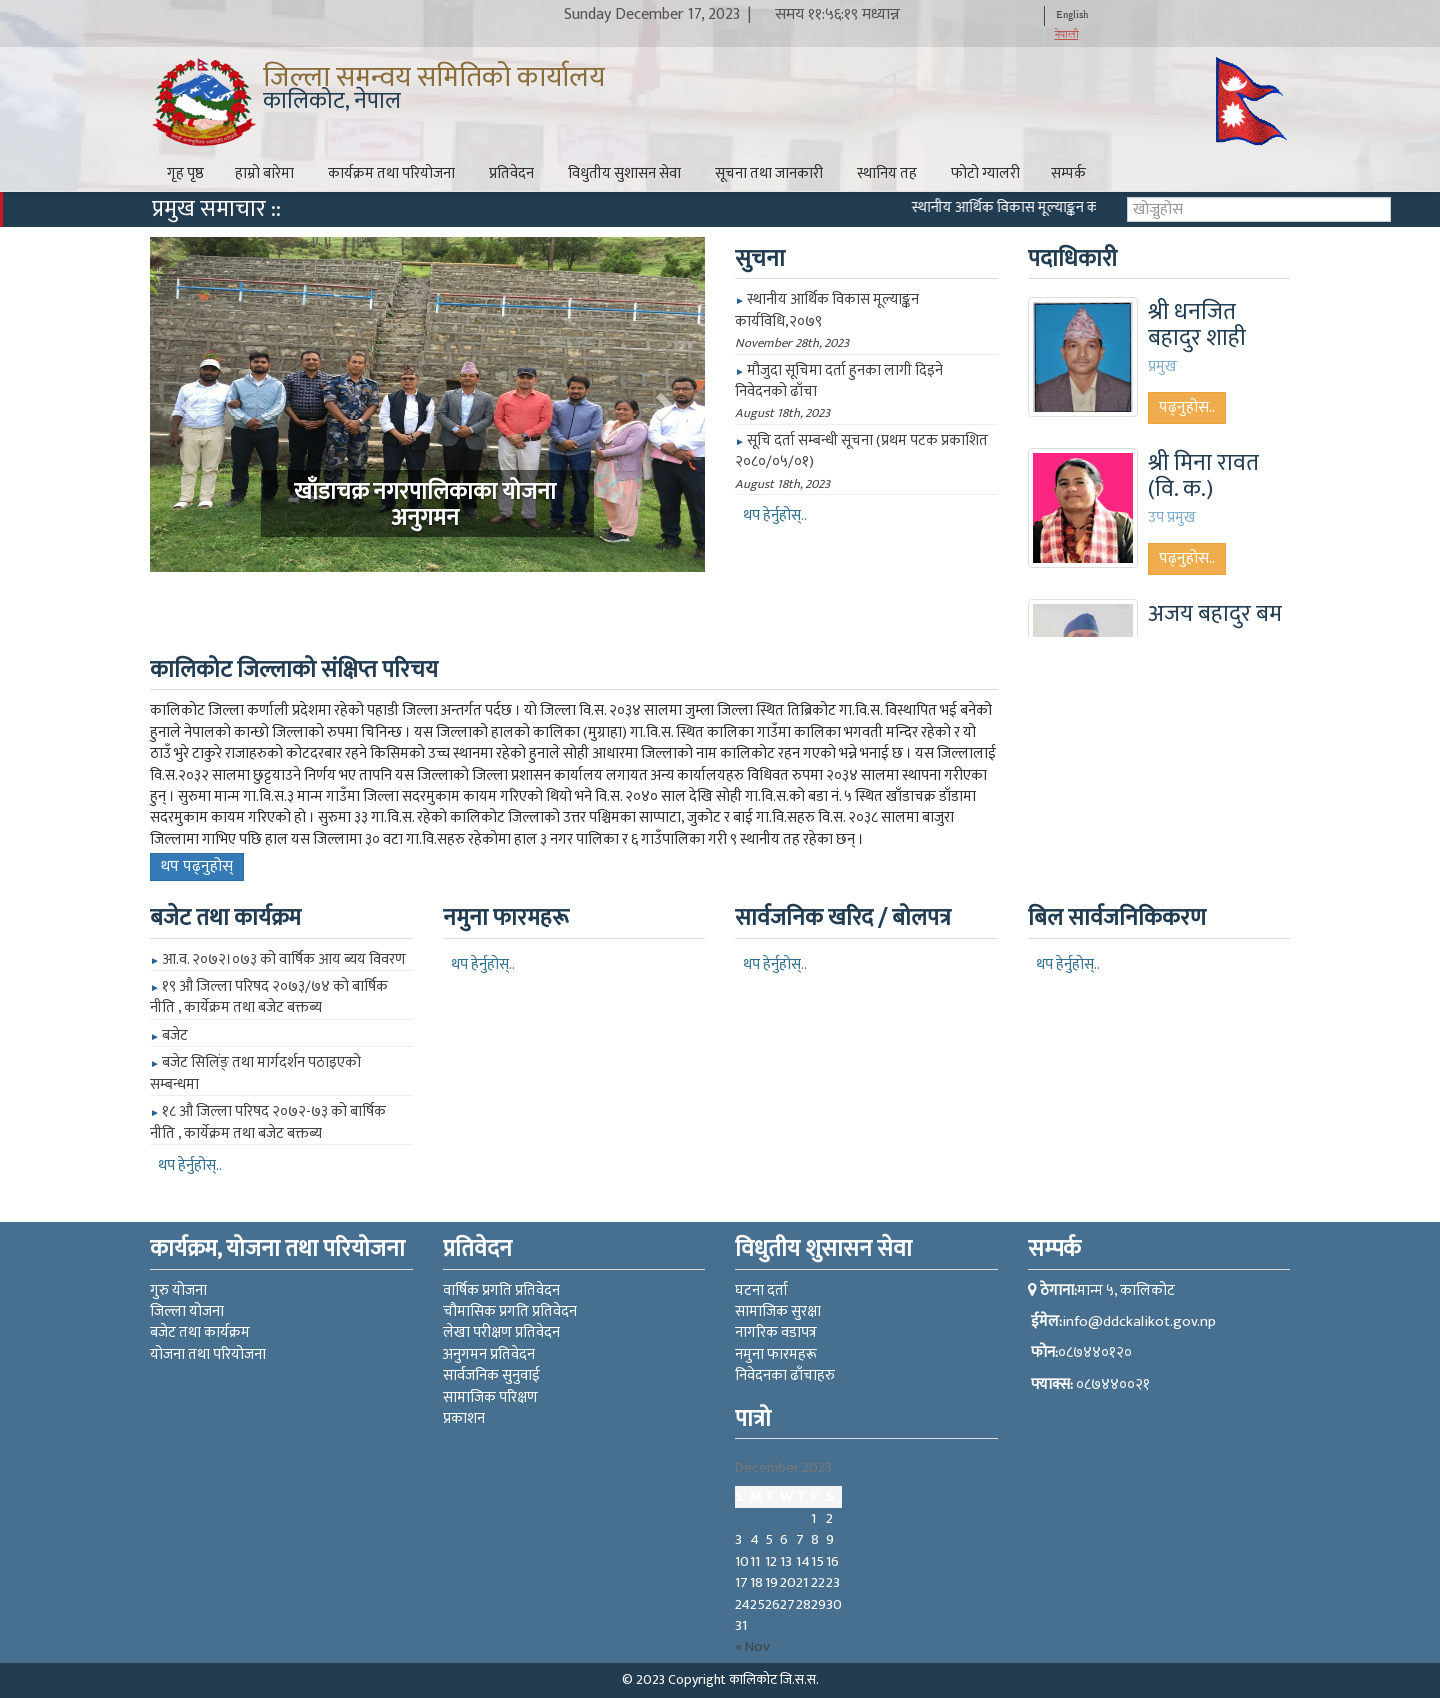 Sunday December 17, 2023 | समय ११:५६:१९ मध्यान्न
English
नेपाली
जिल्ला समन्वय समितिको कार्यालय
कालिकोट, नेपाल
गृह पृष्ठ हाम्रो बारेमा कार्यक्रम तथा परियोजना प्रतिवेदन विधुतीय सुशासन सेवा सूचना तथा जानकारी स्थानिय तह फोटो ग्यालरी सम्पर्क
प्रमुख समाचार :: स्थानीय आर्थिक विकास मूल्याङ्कन क खोज्नुहोस
खाँडाचक्र नगरपालिकाका योजना
अनुगमन
सुचना
► स्थानीय आर्थिक विकास मूल्याङ्कन
कार्यविधि,२०७९
November 28th, 2023
► मौजुदा सूचिमा दर्ता हुनका लागी दिइने
निवेदनको ढाँचा
August 18th, 2023
► सूचि दर्ता सम्बन्धी सूचना (प्रथम पटक प्रकाशित
२०८०/०५/०१)
August 18th, 2023
थप हेर्नुहोस्..
पदाधिकारी
श्री धनजित
बहादुर शाही
प्रमुख
पढ्नुहोस..
श्री मिना रावत
(वि. क.)
उप प्रमुख
पढ्नुहोस..
अजय बहादुर बम
कालिकोट जिल्लाको संक्षिप्त परिचय
कालिकोट जिल्ला कर्णाली प्रदेशमा रहेको पहाडी जिल्ला अन्तर्गत पर्दछ । यो जिल्ला वि.स. २०३४ सालमा जुम्ला जिल्ला स्थित तिब्रिकोट गा.वि.स. विस्थापित भई बनेको
हुनाले नेपालको कान्छो जिल्लाको रुपमा चिनिन्छ । यस जिल्लाको हालको कालिका (मुग्राहा) गा.वि.स. स्थित कालिका गाउँमा कालिका भगवती मन्दिर रहेको र यो
ठाउँ भुरे टाकुरे राजाहरुको कोटदरबार रहने किसिमको उच्च स्थानमा रहेको हुनाले सोही आधारमा जिल्लाको नाम कालिकोट रहन गएको भन्ने भनाई छ । यस जिल्लालाई
वि.स.२०३२ सालमा छुट्टयाउने निर्णय भए तापनि यस जिल्लाको जिल्ला प्रशासन कार्यालय लगायत अन्य कार्यालयहरु विधिवत रुपमा २०३४ सालमा स्थापना गरीएका
हुन् । सुरुमा मान्म गा.वि.स.३ मान्म गाउँमा जिल्ला सदरमुकाम कायम गरिएको थियो भने वि.स. २०४० साल देखि सोही गा.वि.स.को बडा नं. ५ स्थित खाँडाचक्र डाँडामा
सदरमुकाम कायम गरिएको हो । सुरुमा ३३ गा.वि.स. रहेको कालिकोट जिल्लाको उत्तर पश्चिमका साप्पाटा, जुकोट र बाई गा.वि.सहरु वि.स. २०३८ सालमा बाजुरा
जिल्लामा गाभिए पछि हाल यस जिल्लामा ३० वटा गा.वि.सहरु रहेकोमा हाल ३ नगर पालिका र ६ गाउँपालिका गरी ९ स्थानीय तह रहेका छन् ।
थप पढ्नुहोस्
बजेट तथा कार्यक्रम
► आ.व. २०७२।०७३ को वार्षिक आय ब्यय विवरण
► १९ औ जिल्ला परिषद २०७३/७४ को बार्षिक
नीति , कार्येक्रम तथा बजेट बक्तब्य
► बजेट
► बजेट सिलिंङ् तथा मार्गदर्शन पठाइएको
सम्बन्धमा
► १८ औ जिल्ला परिषद २०७२-७३ को बार्षिक
नीति , कार्येक्रम तथा बजेट बक्तब्य
थप हेर्नुहोस्..
नमुना फारमहरू
थप हेर्नुहोस्..
सार्वजनिक खरिद / बोलपत्र
थप हेर्नुहोस्..
बिल सार्वजनिकिकरण
थप हेर्नुहोस्..
कार्यक्रम, योजना तथा परियोजना
गुरु योजना
जिल्ला योजना
बजेट तथा कार्यक्रम
योजना तथा परियोजना
प्रतिवेदन
वार्षिक प्रगति प्रतिवेदन
चौमासिक प्रगति प्रतिवेदन
लेखा परीक्षण प्रतिवेदन
अनुगमन प्रतिवेदन
सार्वजनिक सुनुवाई
सामाजिक परिक्षण
प्रकाशन
विधुतीय शुसासन सेवा
घटना दर्ता
सामाजिक सुरक्षा
नागरिक वडापत्र
नमुना फारमहरू
निवेदनका ढाँचाहरु
पात्रो
December 2023
S M T W T F S
1 2
3 4 5 6 7 8 9
10 11 12 13 14 15 16
17 18 19 20 21 22 23
24 25 26 27 28 29 30
31
« Nov
सम्पर्क
ठेगाना:मान्म ५, कालिकोट
ईमेल:info@ddckalikot.gov.np
फोन:०८७४४०१२०
फ्याक्स: ०८७४४००२१
© 2023 Copyright कालिकोट जि.स.स.